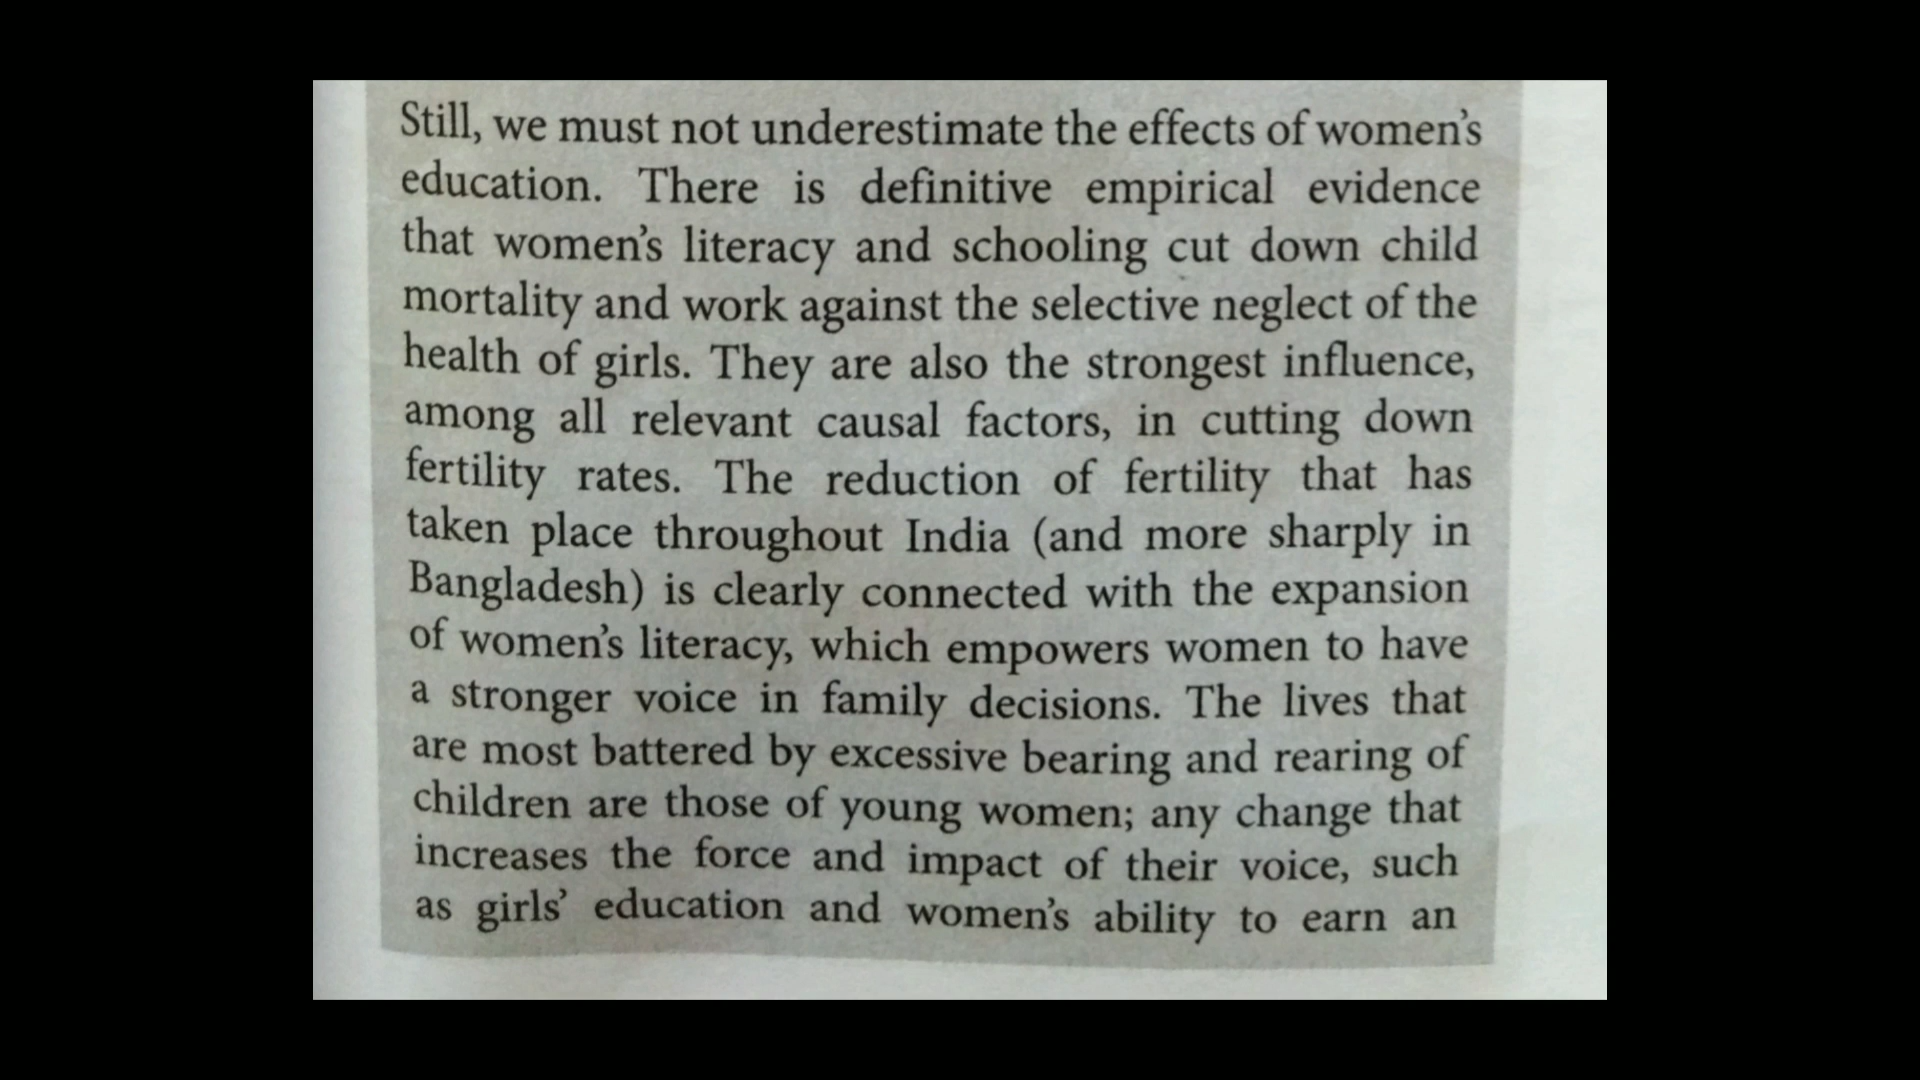 Still, we must not underestimate the effects of women's
education. There is definitive empirical evidence
that women's literacy and schooling cut down child
mortality and work against the selective neglect of the
health of girls. They are also the strongest influence,
among all relevant causal factors, in cutting down
fertility rates. The reduction of fertility that has
taken place throughout India (and more sharply in
Bangladesh) is clearly connected with the expansion
of women's literacy, which empowers women to have
a stronger voice in family decisions. The lives that
are most battered by excessive bearing and rearing of
children are those of young women; any change that
increases the force and impact of their voice, such
as girls' education and women's ability to earn an